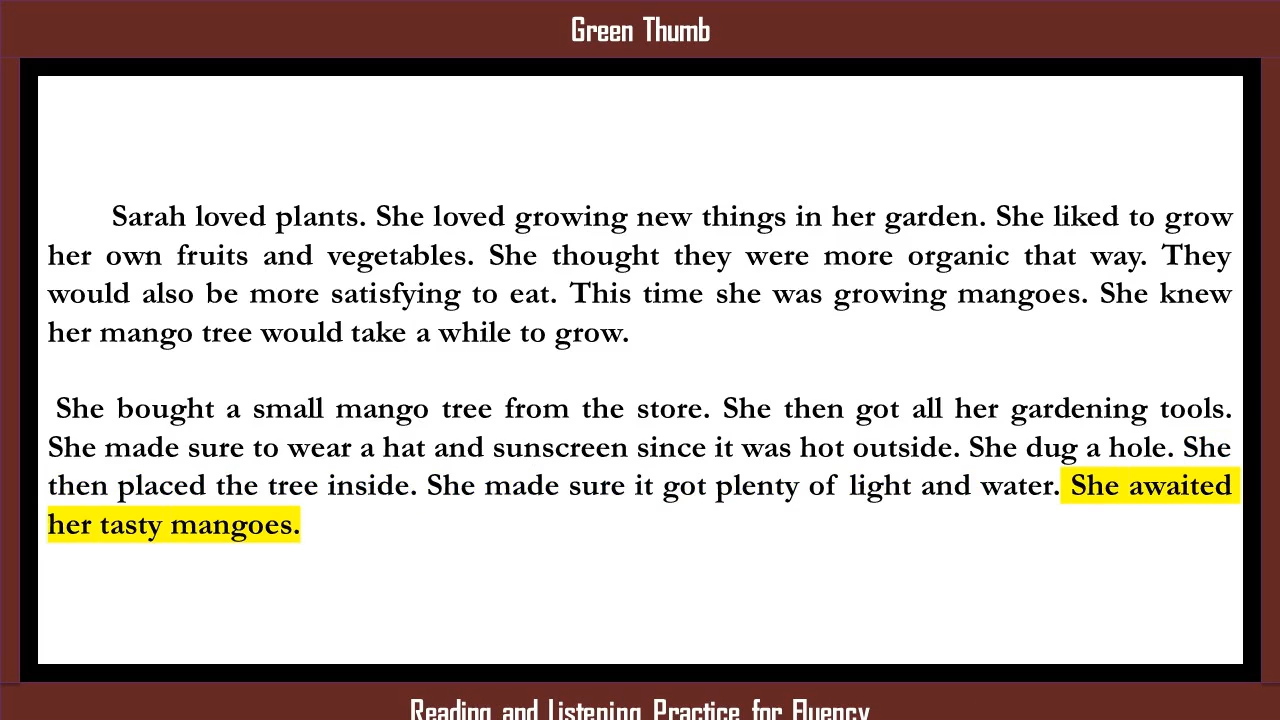 Green Thumb
Sarah loved plants. She loved growing new things in her garden. She liked to grow
her own fruits and vegetables. She thought they were more organic that way. They
would also be more satisfying to eat. This time she was growing mangoes. She knew
her mango tree would take a while to grow.
She bought a small mango tree from the store. She then got all her gardening tools.
She made sure to wear a hat and sunscreen since it was hot outside. She dug a hole. She
then placed the tree inside. She made sure it got plenty of light and water. She awaited
her tasty mangoes.
Reading and Listening Practice for Fluency